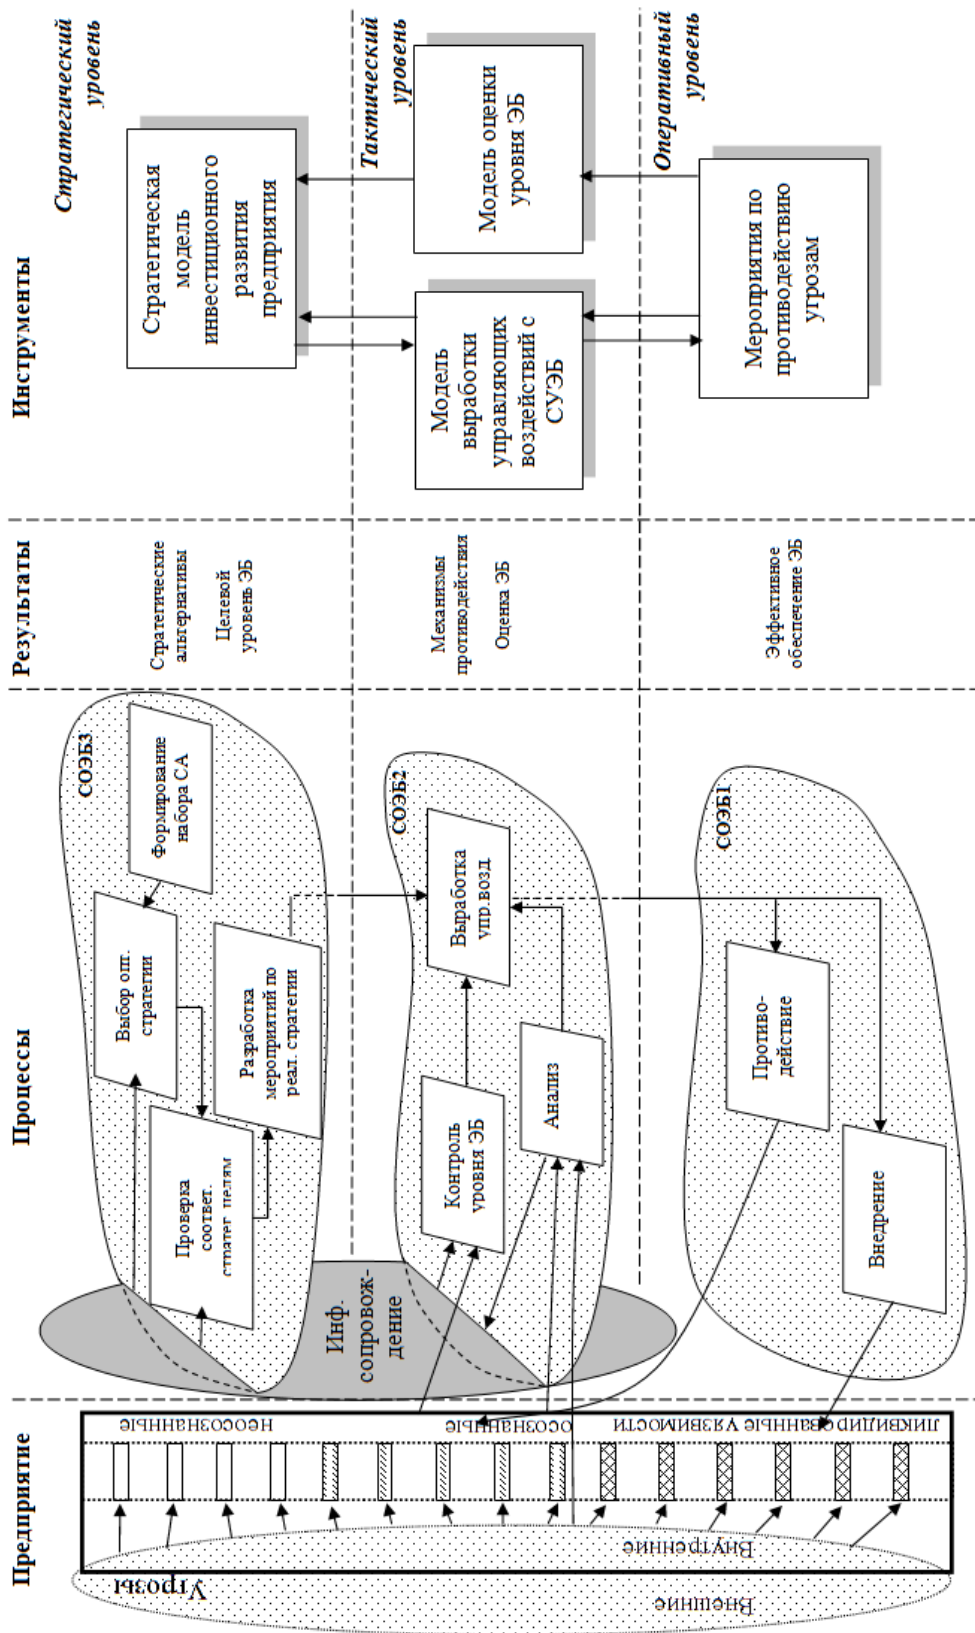 Предприятие
Процессы
Результаты
Инструменты
Стратегический
уровень
Тактический
уровень
Оперативный
уровень
Угрозы
Внешние
Внутренние
неосознанные
осознанные
ликвидированные уязвимости
Инф.
сопровож-
дение
СОЭБ3
Проверка
соответ.
стратег. целям
Выбор опт.
стратегии
Формирование
набора СА
Разработка
мероприятий по
реал. стратегии
СОЭБ2
Контроль
уровня ЭБ
Анализ
Выработка
упр.возд.
СОЭБ1
Противо-
действие
Внедрение
Стратегические
альтернативы
Целевой
уровень ЭБ
Механизмы
противодействия
Оценка ЭБ
Эффективное
обеспечение ЭБ
Стратегическая
модель
инвестиционного
развития
предприятия
Модель
выработки
управляющих
воздействий с
СУЭБ
Модель оценки
уровня ЭБ
Мероприятия по
противодействию
угрозам